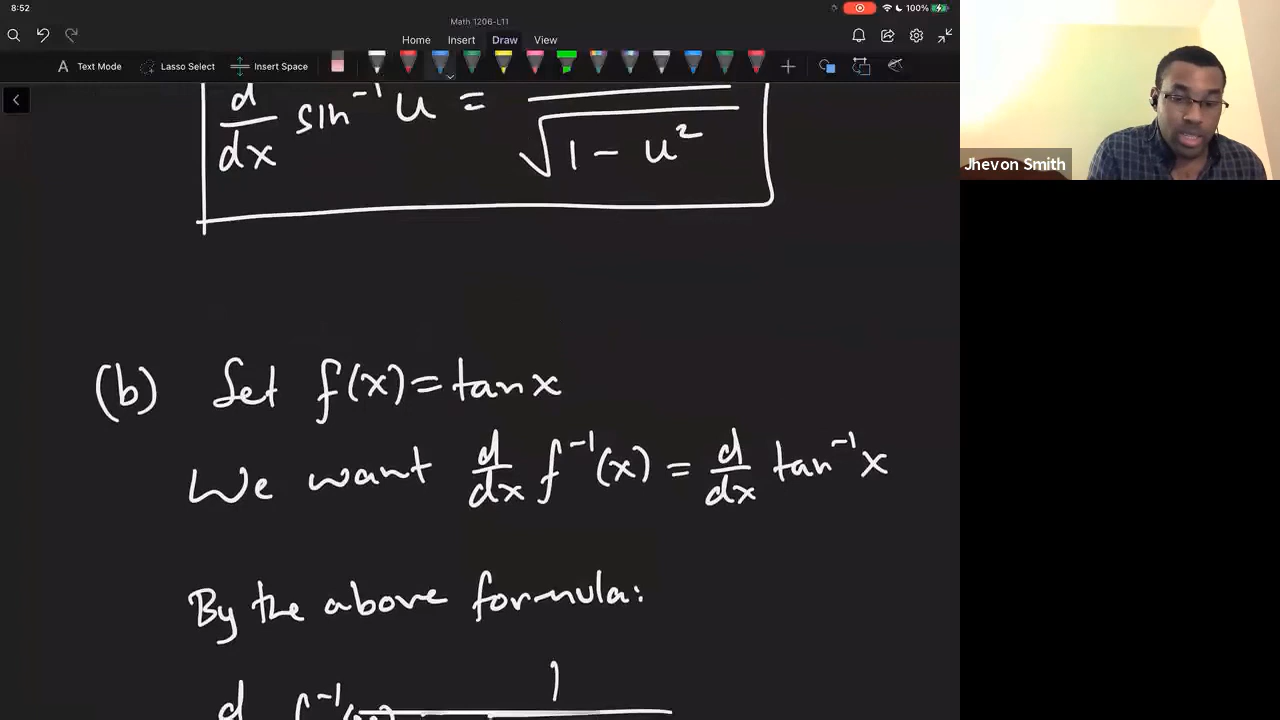 8:52
100%
Math 1206-L11
Home Insert Draw View
Text Mode Lasso Select Insert Space
d/dx sin⁻¹ u = /√(1 − u²)
Jhevon Smith
(b) Set f(x) = tan x
We want d/dx f⁻¹(x) = d/dx tan⁻¹ x
By the above formula:
d f⁻¹(x) 1